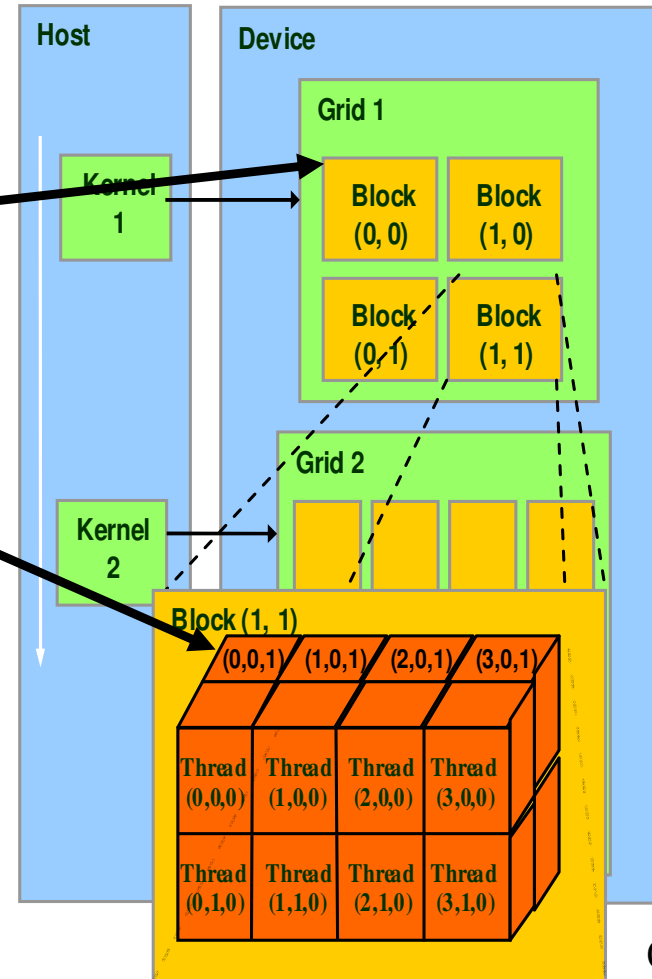 Host
Device
Grid 1
Kernel
1
Block
(0, 0)
Block
(1, 0)
Block
(0, 1)
Block
(1, 1)
Grid 2
Kernel
2
Block (1, 1)
(0,0,1) (1,0,1) (2,0,1) (3,0,1)
Thread
(0,0,0)
Thread
(1,0,0)
Thread
(2,0,0)
Thread
(3,0,0)
Thread
(0,1,0)
Thread
(1,1,0)
Thread
(2,1,0)
Thread
(3,1,0)